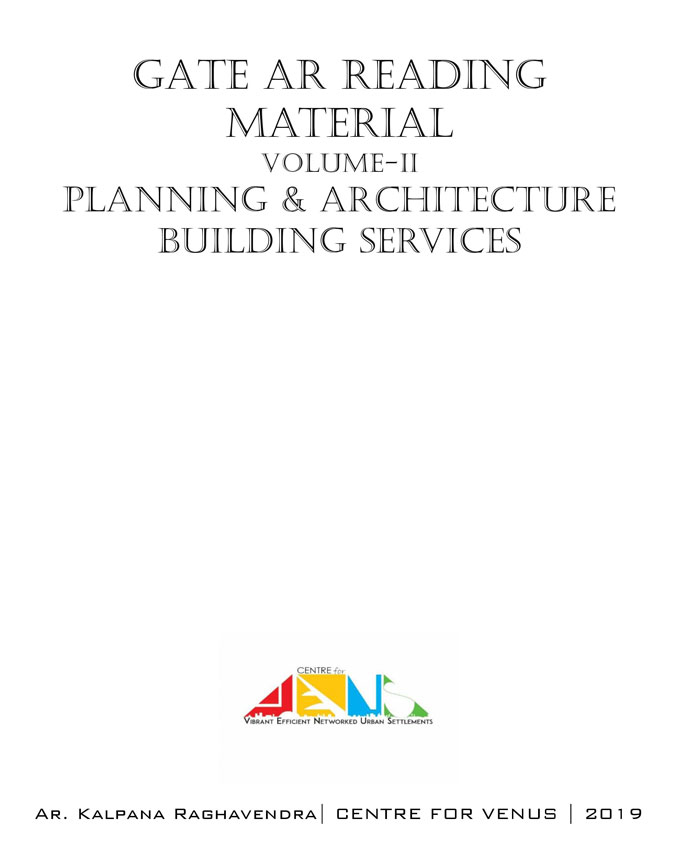 GATE AR READING
MATERIAL
VOLUME-II
PLANNING & ARCHITECTURE
BUILDING SERVICES
CENTRE for
VENUS
VIBRANT EFFICIENT NETWORKED URBAN SETTLEMENTS
AR. KALPANA RAGHAVENDRA| CENTRE FOR VENUS | 2019